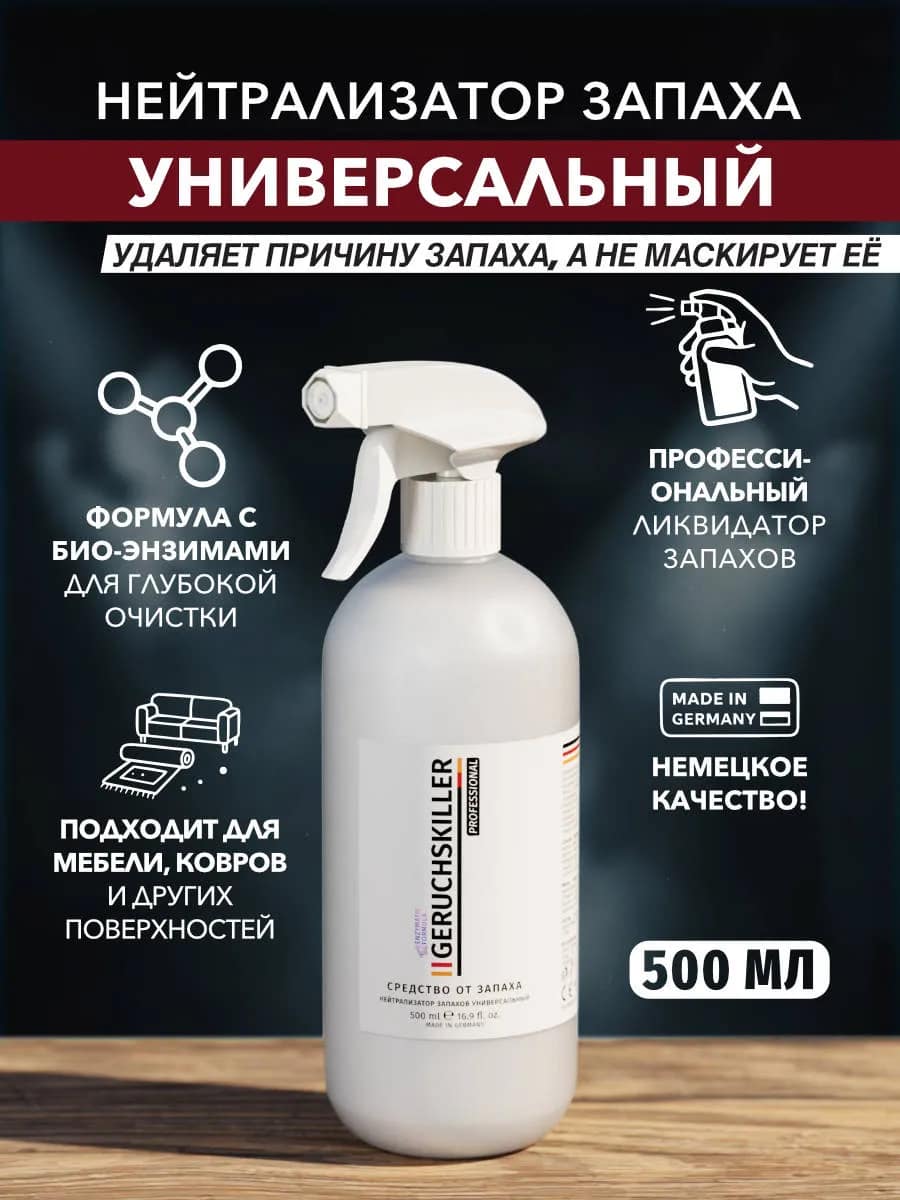 НЕЙТРАЛИЗАТОР ЗАПАХА
УНИВЕРСАЛЬНЫЙ
УДАЛЯЕТ ПРИЧИНУ ЗАПАХА, А НЕ МАСКИРУЕТ ЕЁ
ФОРМУЛА С
БИО-ЭНЗИМАМИ
ДЛЯ ГЛУБОКОЙ
ОЧИСТКИ
ПРОФЕССИ-
ОНАЛЬНЫЙ
ЛИКВИДАТОР
ЗАПАХОВ
ПОДХОДИТ ДЛЯ
МЕБЕЛИ, КОВРОВ
И ДРУГИХ
ПОВЕРХНОСТЕЙ
MADE IN
GERMANY
НЕМЕЦКОЕ
КАЧЕСТВО!
500 МЛ
GERUCHSKILLER
PROFESSIONAL
ENZYMATIC
FORMULA
СРЕДСТВО ОТ ЗАПАХА
НЕЙТРАЛИЗАТОР ЗАПАХОВ УНИВЕРСАЛЬНЫЙ
500 ml ℮ 16.9 fl. oz.
MADE IN GERMANY